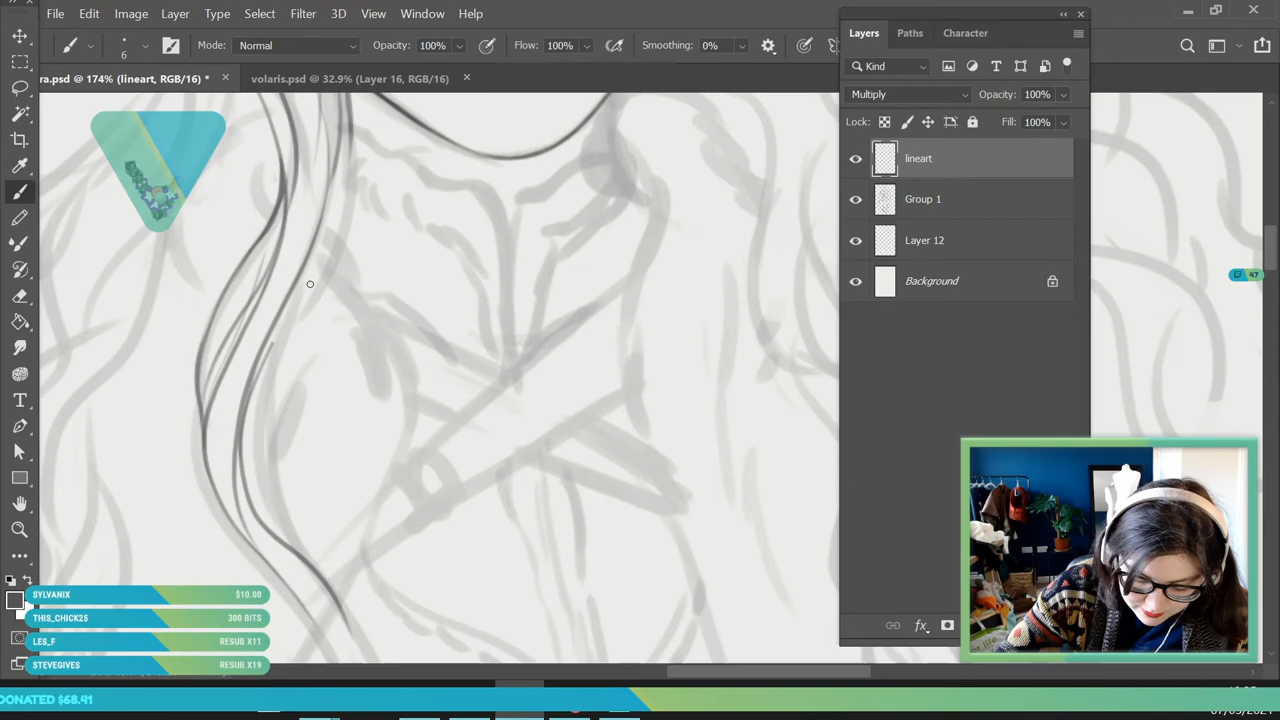 File Edit Image Layer Type Select Filter 3D View Window Help
6 Mode: Normal Opacity: 100% Flow: 100% Smoothing: 0%
ra.psd @ 174% (lineart, RGB/16) * volaris.psd @ 32.9% (Layer 16, RGB/16)
Layers Paths Character
Kind
Multiply Opacity: 100%
Lock: Fill: 100%
lineart
Group 1
Layer 12
Background
47
SYLVANIX $10.00
THIS_CHICK25 300 BITS
LES_F RESUB X11
STEVEGIVES RESUB X19
DONATED $68.41